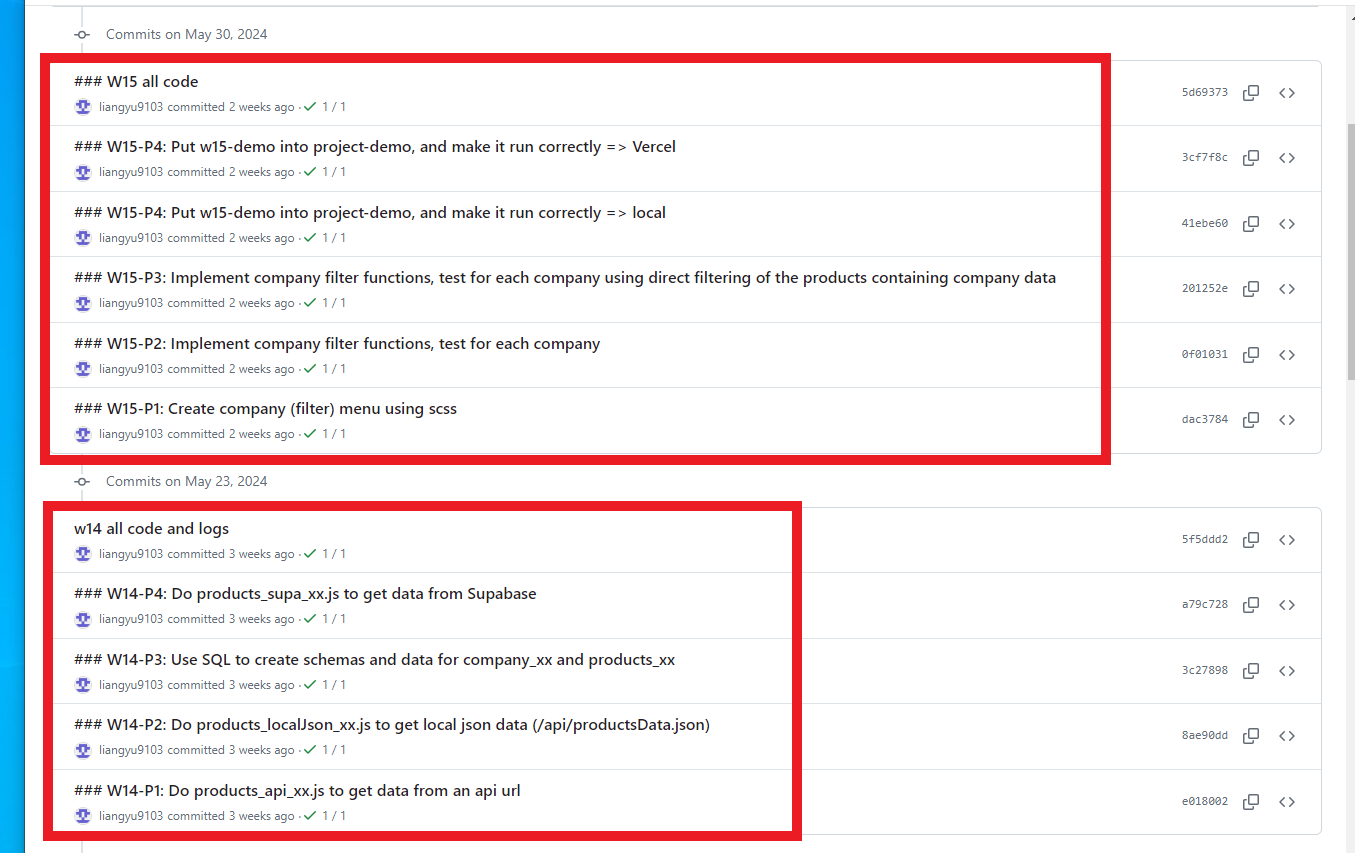 Commits on May 30, 2024
### W15 all code
liangyu9103 committed 2 weeks ago · ✓ 1 / 1
5d69373
### W15-P4: Put w15-demo into project-demo, and make it run correctly => Vercel
liangyu9103 committed 2 weeks ago · ✓ 1 / 1
3cf7f8c
### W15-P4: Put w15-demo into project-demo, and make it run correctly => local
liangyu9103 committed 2 weeks ago · ✓ 1 / 1
41ebe60
### W15-P3: Implement company filter functions, test for each company using direct filtering of the products containing company data
liangyu9103 committed 2 weeks ago · ✓ 1 / 1
201252e
### W15-P2: Implement company filter functions, test for each company
liangyu9103 committed 2 weeks ago · ✓ 1 / 1
0f01031
### W15-P1: Create company (filter) menu using scss
liangyu9103 committed 2 weeks ago · ✓ 1 / 1
dac3784
Commits on May 23, 2024
w14 all code and logs
liangyu9103 committed 3 weeks ago · ✓ 1 / 1
5f5ddd2
### W14-P4: Do products_supa_xx.js to get data from Supabase
liangyu9103 committed 3 weeks ago · ✓ 1 / 1
a79c728
### W14-P3: Use SQL to create schemas and data for company_xx and products_xx
liangyu9103 committed 3 weeks ago · ✓ 1 / 1
3c27898
### W14-P2: Do products_localJson_xx.js to get local json data (/api/productsData.json)
liangyu9103 committed 3 weeks ago · ✓ 1 / 1
8ae90dd
### W14-P1: Do products_api_xx.js to get data from an api url
liangyu9103 committed 3 weeks ago · ✓ 1 / 1
e018002